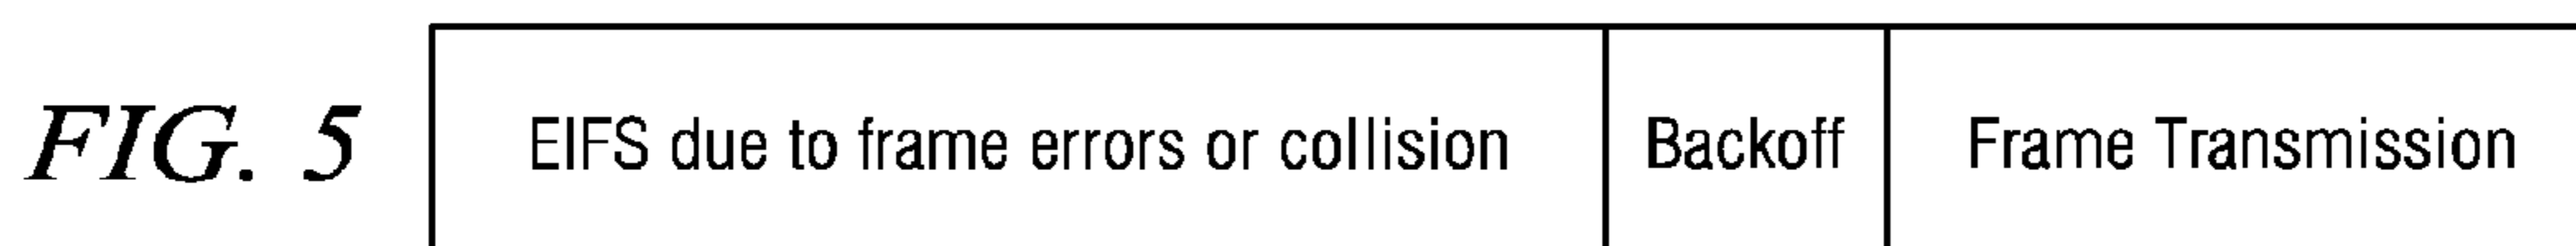 FIG. 5 EIFS due to frame errors or collision Backoff Frame Transmission